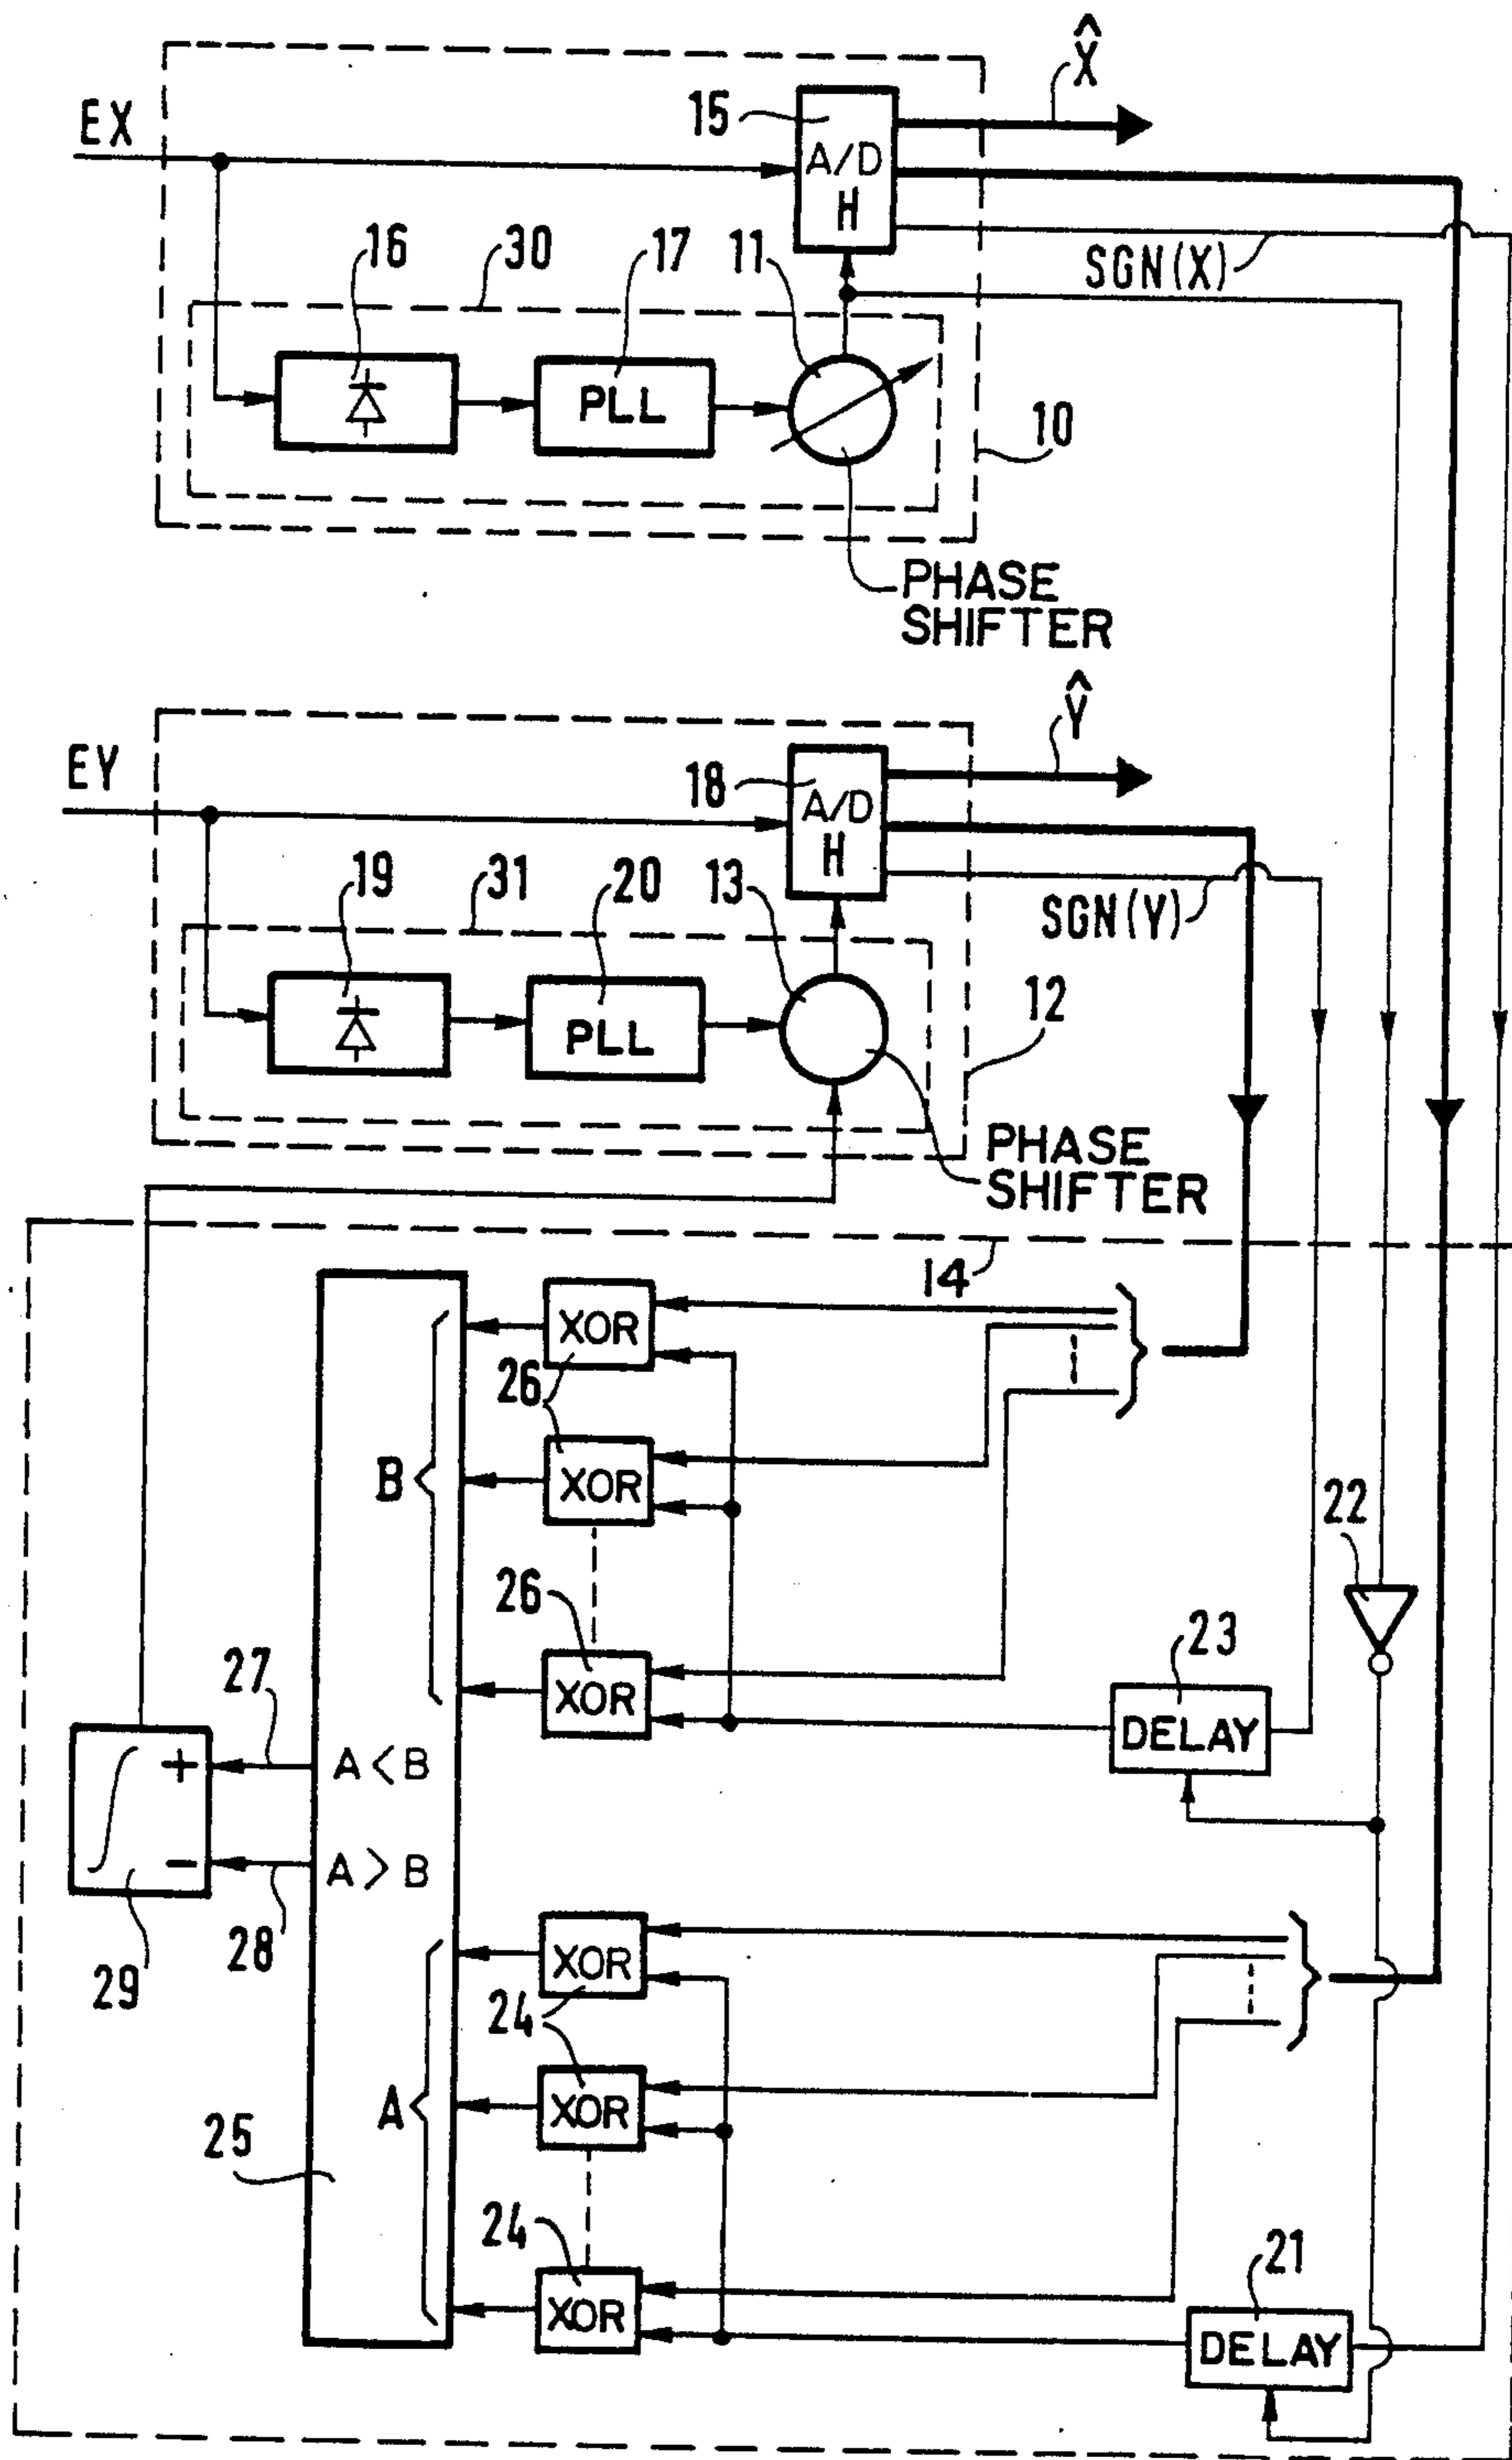 X̂
EX
15
A/D
H
SGN(X)
16
30
17
11
PLL
10
PHASE
SHIFTER
Ŷ
EY
18
A/D
H
SGN(Y)
19
31
20
13
PLL
12
PHASE
SHIFTER
14
XOR
26
B
XOR
22
26
XOR
23
DELAY
27
+
A < B
-
A > B
28
29
XOR
24
A
XOR
25
24
XOR
21
DELAY